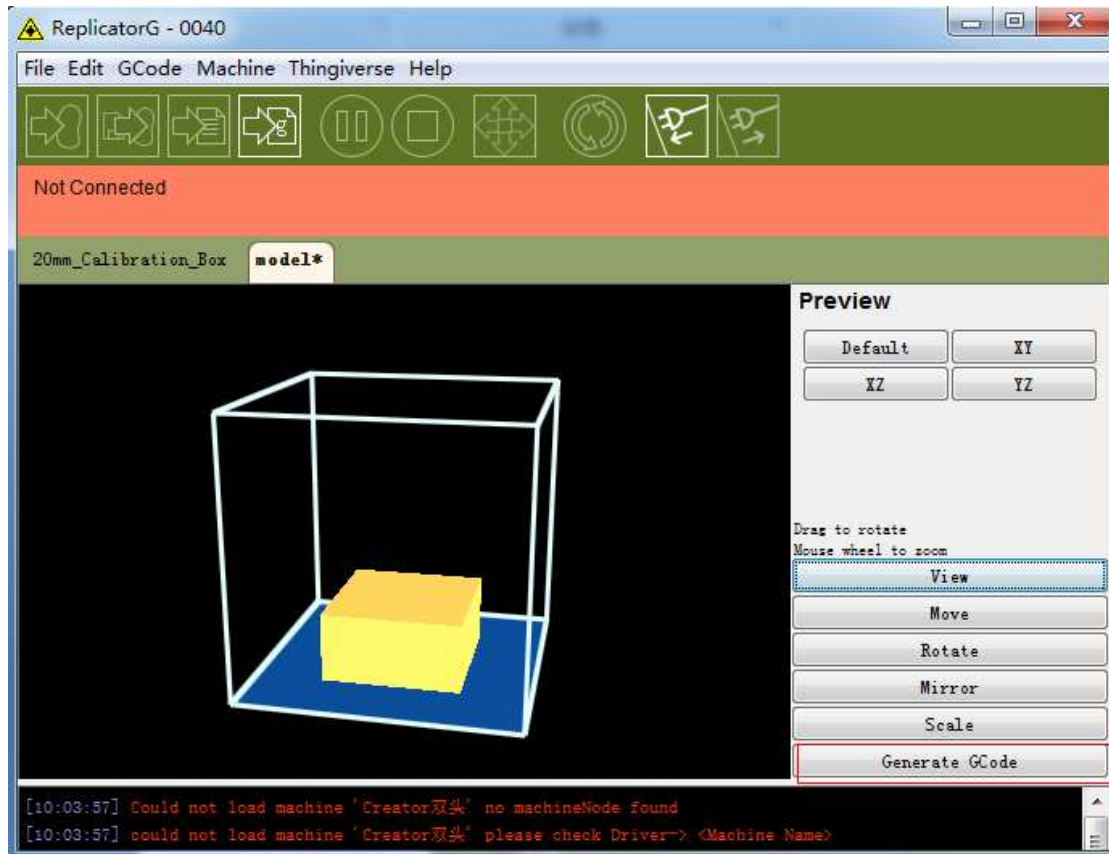 ReplicatorG - 0040
File Edit GCode Machine Thingiverse Help
g
Not Connected
20mm_Calibration_Box model*
Preview
Default XY
XZ YZ
Drag to rotate
Mouse wheel to zoom
View
Move
Rotate
Mirror
Scale
Generate GCode
[10:03:57] Could not load machine 'Creator双头' no machineNode found
[10:03:57] could not load machine 'Creator双头' please check Driver-> <Machine Name>